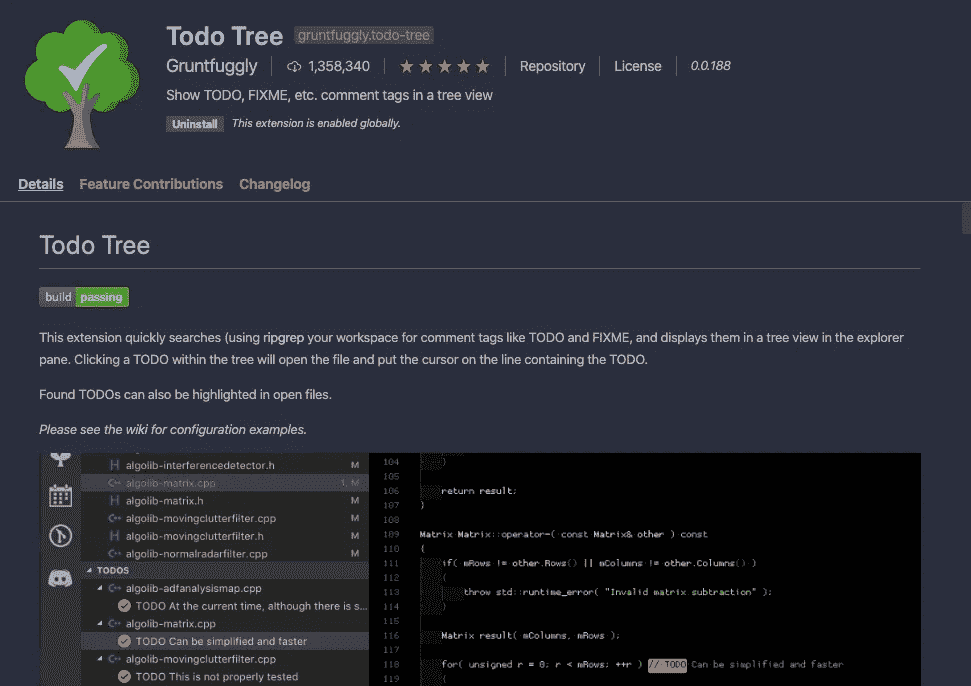 Todo Tree gruntfuggly.todo-tree
Gruntfuggly 1,358,340 Repository License 0.0.188
Show TODO, FIXME, etc. comment tags in a tree view
Uninstall This extension is enabled globally.
Details Feature Contributions Changelog
Todo Tree
build passing
This extension quickly searches (using ripgrep your workspace for comment tags like TODO and FIXME, and displays them in a tree view in the explorer
pane. Clicking a TODO within the tree will open the file and put the cursor on the line containing the TODO.
Found TODOs can also be highlighted in open files.
Please see the wiki for configuration examples.
H algolib-interferencedetector.h M
C++ algolib-matrix.cpp 1, M
H algolib-matrix.h M
C++ algolib-movingclutterfilter.cpp M
H algolib-movingclutterfilter.h M
C++ algolib-normalradarfilter.cpp M
TODOS
C++ algolib-adfanalysismap.cpp
TODO At the current time, although there is s...
C++ algolib-matrix.cpp
TODO Can be simplified and faster
C++ algolib-movingclutterfilter.cpp
TODO This is not properly tested
104 }
105
106 return result;
107 }
108
109 Matrix Matrix::operator-( const Matrix& other ) const
110 {
111 if( mRows != other.Rows() || mColumns != other.Columns() )
112 {
113 throw std::runtime_error( "Invalid matrix subtraction" );
114 }
115
116 Matrix result( mColumns, mRows );
117
118 for( unsigned r = 0; r < mRows; ++r ) // TODO Can be simplified and faster
119 {